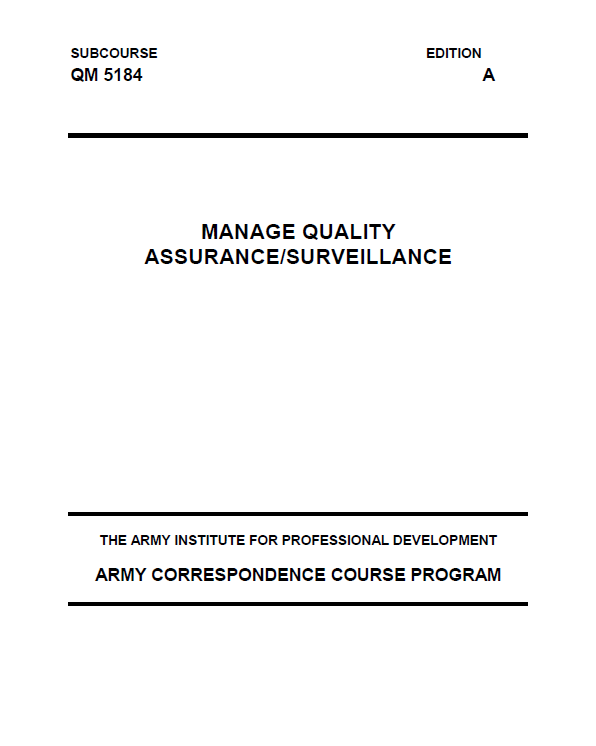 SUBCOURSE EDITION
QM 5184 A
MANAGE QUALITY
ASSURANCE/SURVEILLANCE
THE ARMY INSTITUTE FOR PROFESSIONAL DEVELOPMENT
ARMY CORRESPONDENCE COURSE PROGRAM